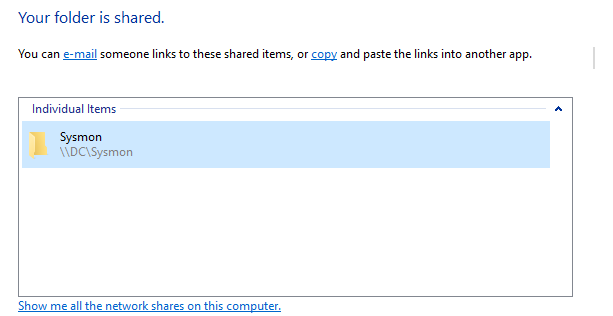 Your folder is shared.
You can e-mail someone links to these shared items, or copy and paste the links into another app.
Individual Items
Sysmon
\\DC\Sysmon
Show me all the network shares on this computer.